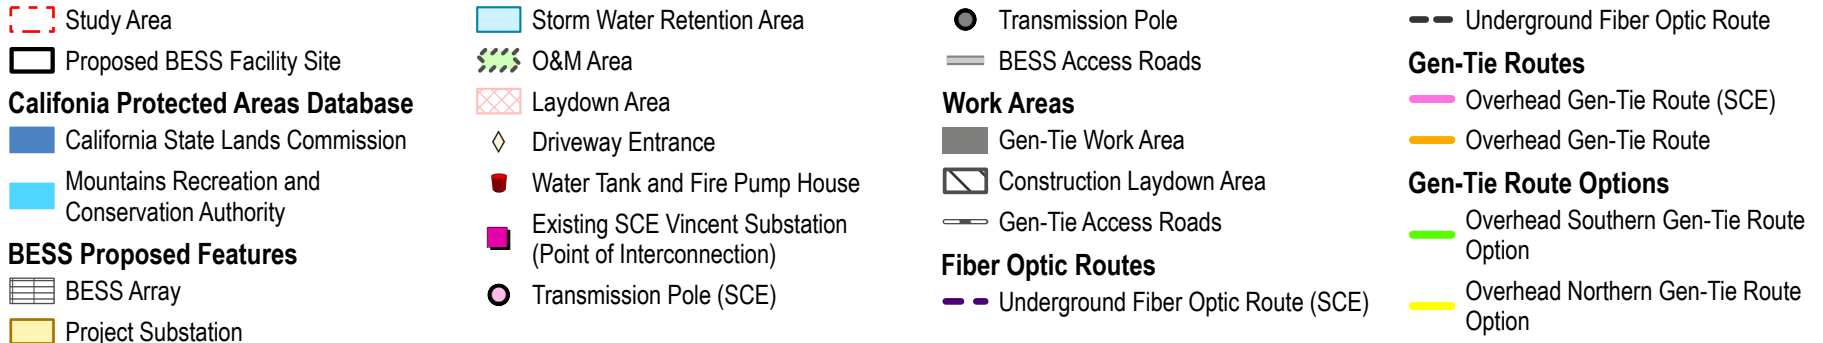 Study Area
Proposed BESS Facility Site
Califonia Protected Areas Database
California State Lands Commission
Mountains Recreation and
Conservation Authority
BESS Proposed Features
BESS Array
Project Substation
Storm Water Retention Area
O&M Area
Laydown Area
Driveway Entrance
Water Tank and Fire Pump House
Existing SCE Vincent Substation
(Point of Interconnection)
Transmission Pole (SCE)
Transmission Pole
BESS Access Roads
Work Areas
Gen-Tie Work Area
Construction Laydown Area
Gen-Tie Access Roads
Fiber Optic Routes
Underground Fiber Optic Route (SCE)
Underground Fiber Optic Route
Gen-Tie Routes
Overhead Gen-Tie Route (SCE)
Overhead Gen-Tie Route
Gen-Tie Route Options
Overhead Southern Gen-Tie Route
Option
Overhead Northern Gen-Tie Route
Option